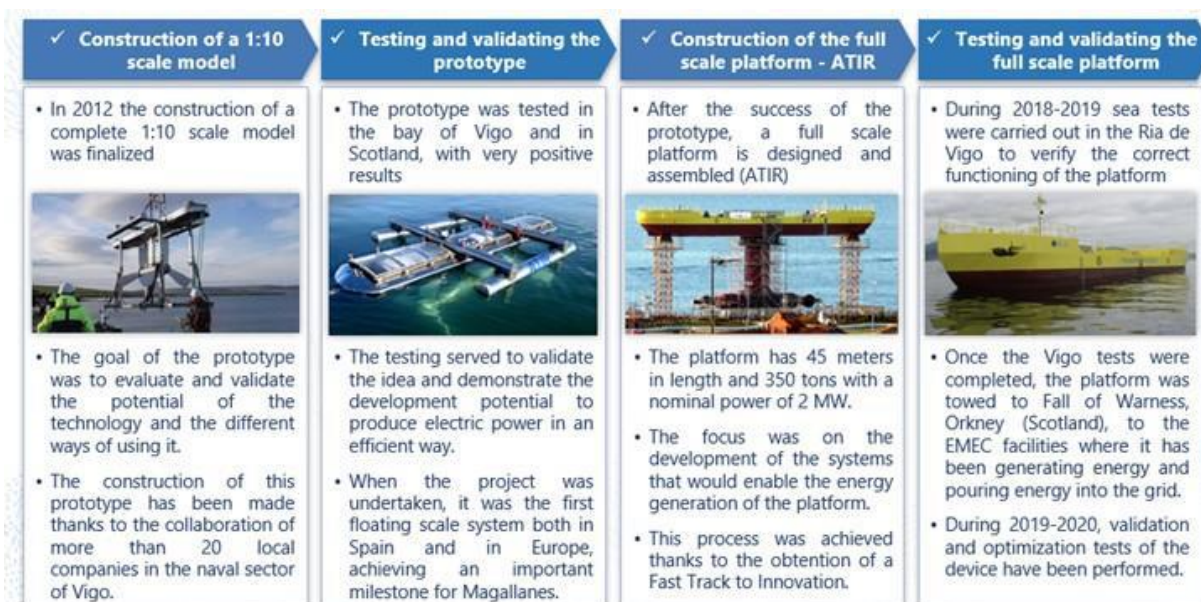 ✓ Construction of a 1:10
scale model
• In 2012 the construction of a
complete 1:10 scale model
was finalized
• The goal of the prototype
was to evaluate and validate
the potential of the
technology and the different
ways of using it.
• The construction of this
prototype has been made
thanks to the collaboration of
more than 20 local
companies in the naval sector
of Vigo.
✓ Testing and validating the
prototype
• The prototype was tested in
the bay of Vigo and in
Scotland, with very positive
results
• The testing served to validate
the idea and demonstrate the
development potential to
produce electric power in an
efficient way.
• When the project was
undertaken, it was the first
floating scale system both in
Spain and in Europe,
achieving an important
milestone for Magallanes.
✓ Construction of the full
scale platform - ATIR
• After the success of the
prototype, a full scale
platform is designed and
assembled (ATIR)
• The platform has 45 meters
in length and 350 tons with a
nominal power of 2 MW.
• The focus was on the
development of the systems
that would enable the energy
generation of the platform.
• This process was achieved
thanks to the obtention of a
Fast Track to Innovation.
✓ Testing and validating the
full scale platform
• During 2018-2019 sea tests
were carried out in the Ria de
Vigo to verify the correct
functioning of the platform
• Once the Vigo tests were
completed, the platform was
towed to Fall of Warness,
Orkney (Scotland), to the
EMEC facilities where it has
been generating energy and
pouring energy into the grid.
• During 2019-2020, validation
and optimization tests of the
device have been performed.